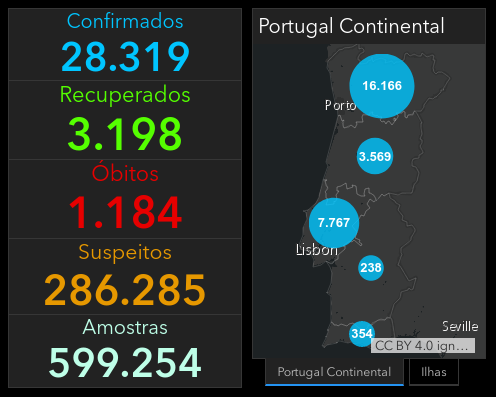 Confirmados
28.319
Recuperados
3.198
Óbitos
1.184
Suspeitos
286.285
Amostras
599.254
Portugal Continental
16.166
Porto
3.569
7.767
Lisbon
238
Seville
354
CC BY 4.0 ign…
Portugal Continental
Ilhas